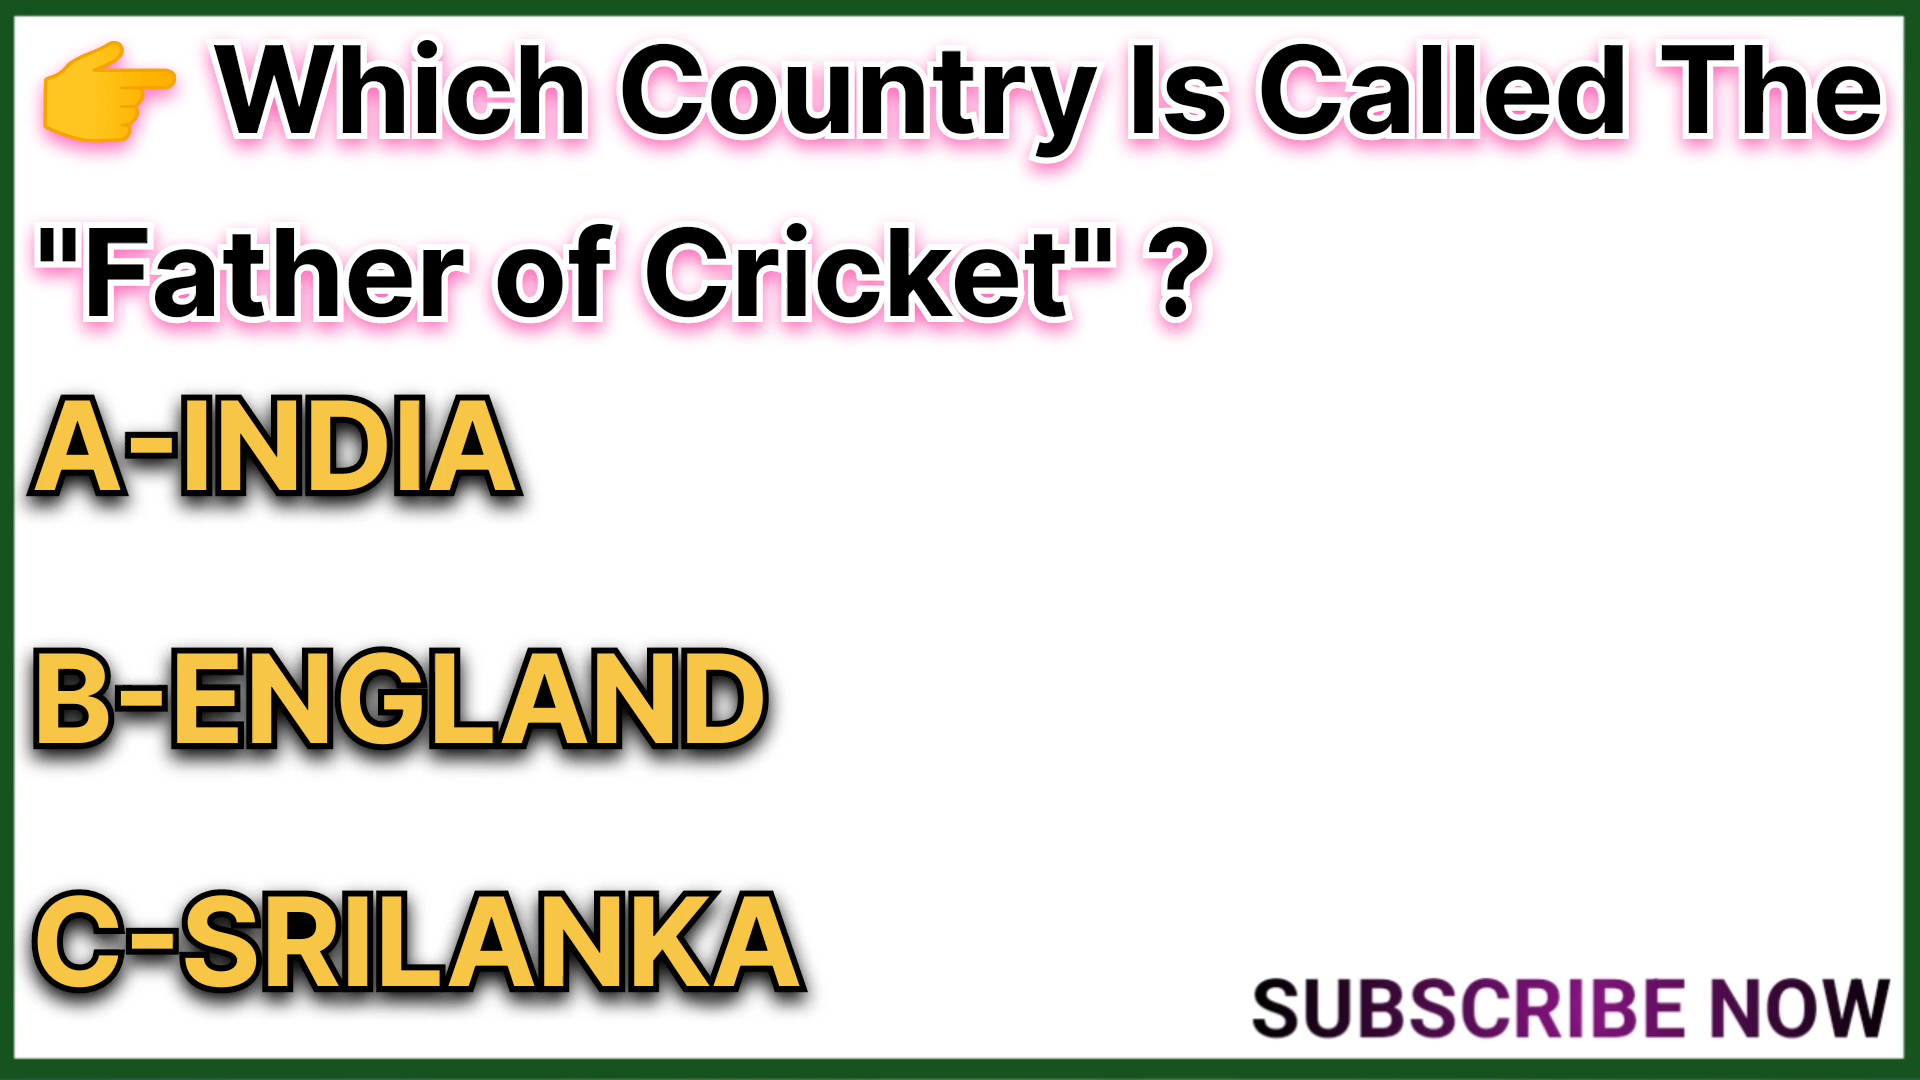 👉 Which Country Is Called The
"Father of Cricket" ?
A-INDIA
B-ENGLAND
C-SRILANKA
SUBSCRIBE NOW